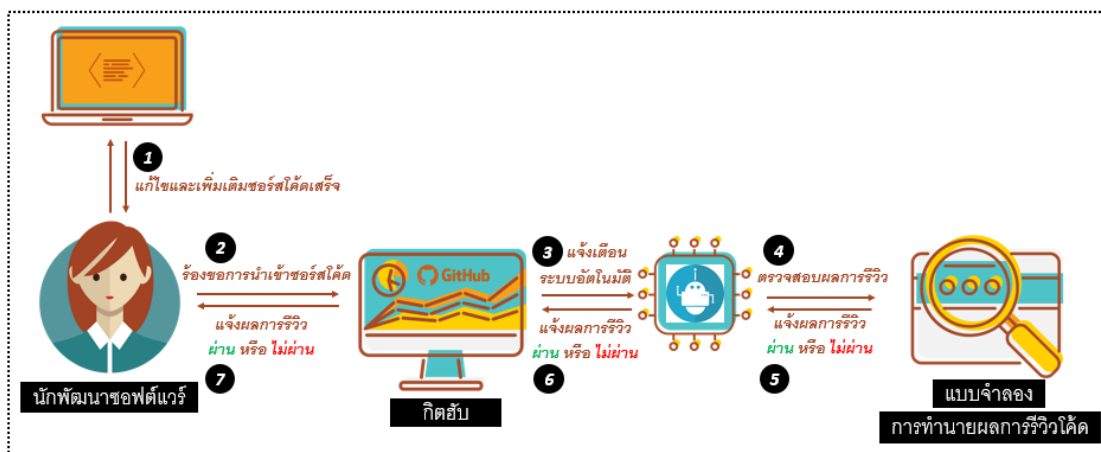 1
แก้ไขและเพิ่มเติมซอร์สโค้ดเสร็จ
2
ร้องขอการนำเข้าซอร์สโค้ด
แจ้งผลการรีวิว
ผ่าน หรือ ไม่ผ่าน
7
นักพัฒนาซอฟต์แวร์
GitHub
กิตฮับ
3 แจ้งเตือน
ระบบอัตโนมัติ
แจ้งผลการรีวิว
ผ่าน หรือ ไม่ผ่าน
6
4
ตรวจสอบผลการรีวิว
แจ้งผลการรีวิว
ผ่าน หรือ ไม่ผ่าน
5
แบบจำลอง
การทำนายผลการรีวิวโค้ด